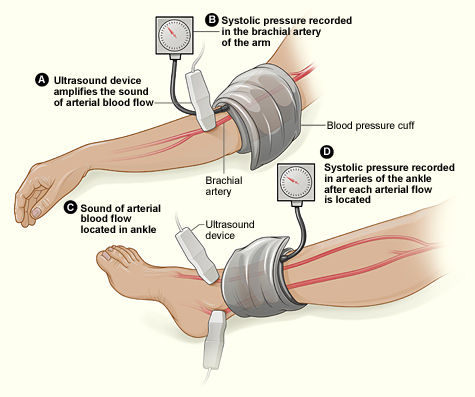 B Systolic pressure recorded
in the brachial artery
of the arm
A Ultrasound device
amplifies the sound
of arterial blood flow
Blood pressure cuff
Brachial
artery
D
Systolic pressure recorded
in arteries of the ankle
after each arterial flow
is located
C Sound of arterial
blood flow
located in ankle
Ultrasound
device